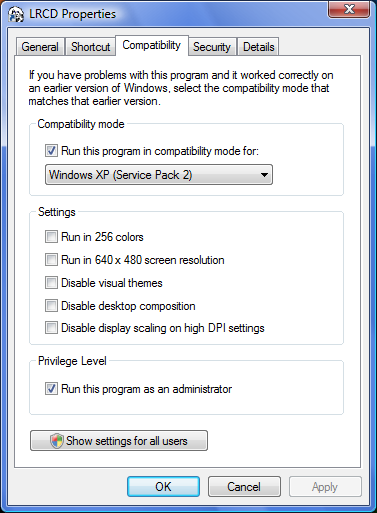 LRCD Properties
General Shortcut Compatibility Security Details
If you have problems with this program and it worked correctly on
an earlier version of Windows, select the compatibility mode that
matches that earlier version.
Compatibility mode
Run this program in compatibility mode for:
Windows XP (Service Pack 2)
Settings
Run in 256 colors
Run in 640 x 480 screen resolution
Disable visual themes
Disable desktop composition
Disable display scaling on high DPI settings
Privilege Level
Run this program as an administrator
Show settings for all users
OK Cancel Apply